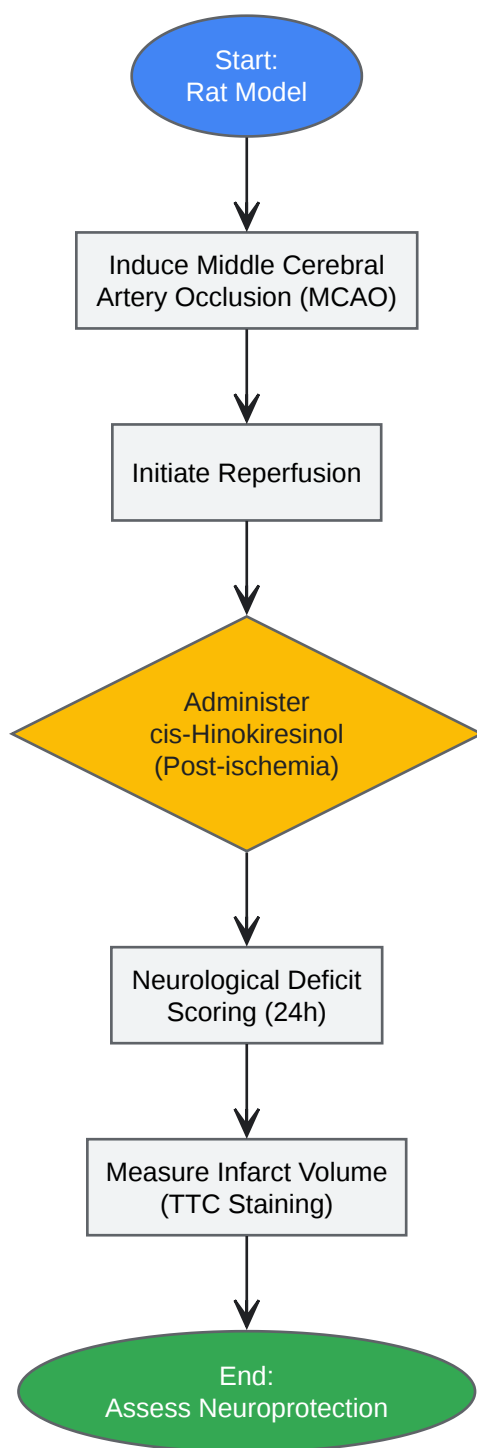 Start:
Rat Model
Induce Middle Cerebral
Artery Occlusion (MCAO)
Initiate Reperfusion
Administer
cis-Hinokiresinol
(Post-ischemia)
Neurological Deficit
Scoring (24h)
Measure Infarct Volume
(TTC Staining)
End:
Assess Neuroprotection